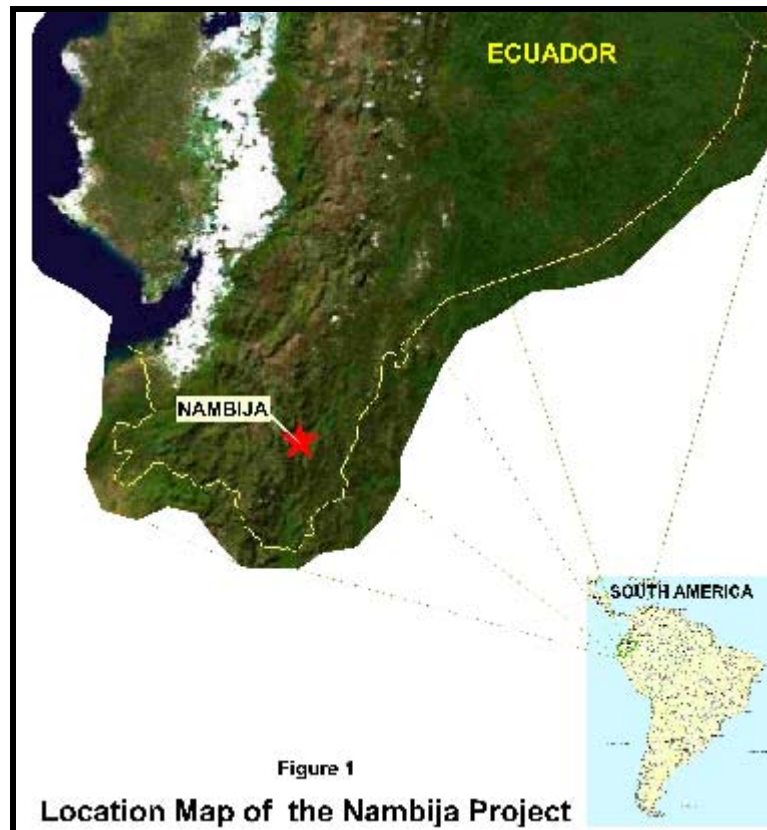 ECUADOR
NAMBIJA
SOUTH AMERICA
Figure 1
Location Map of the Nambija Project